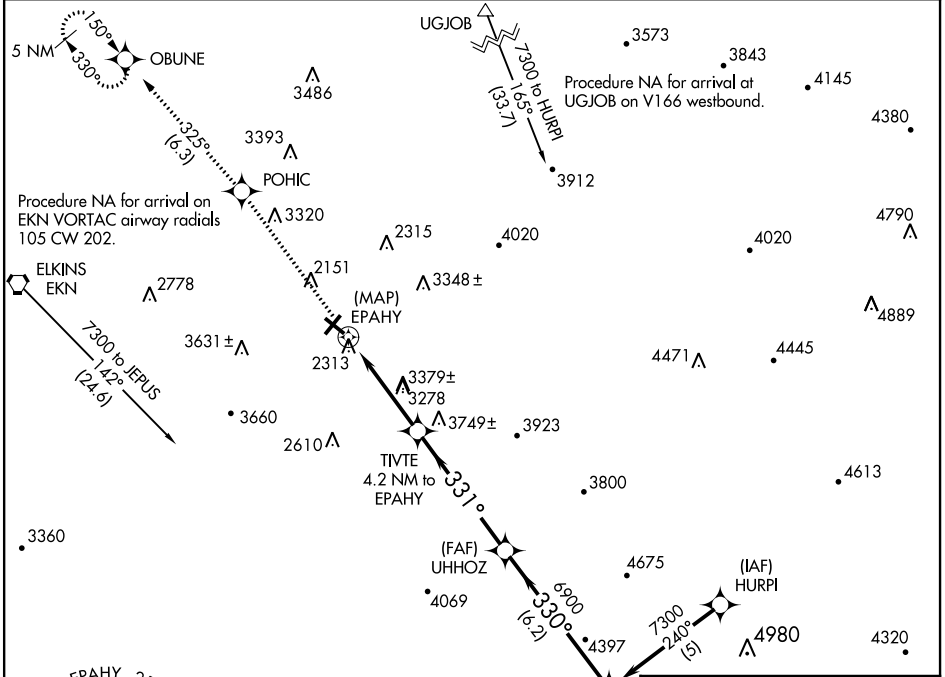 5 NM
150°
330°
OBUNE
3486
UGJOB
7300 to HURPI
165°
(33.7)
3573
3843
Procedure NA for arrival at
UGJOB on V166 westbound.
4145
4380
325°
(6.3)
3393
POHIC
3912
Procedure NA for arrival on
EKN VORTAC airway radials
105 CW 202.
3320
2315
4020
4020
4790
ELKINS
EKN
2778
2151
3348±
(MAP)
EPAHY
4889
7300 to JEPUS
142°
(24.6)
3631±
2313
4471
4445
3379±
3278
3660
3749±
2610
3923
TIVTE
4.2 NM to
EPAHY
331°
4613
3800
3360
(FAF)
UHHOZ
4675
(IAF)
HURPI
4069
6900
330°
(6.2)
4397
7300
240°
(5)
4980
4320
EPAHY